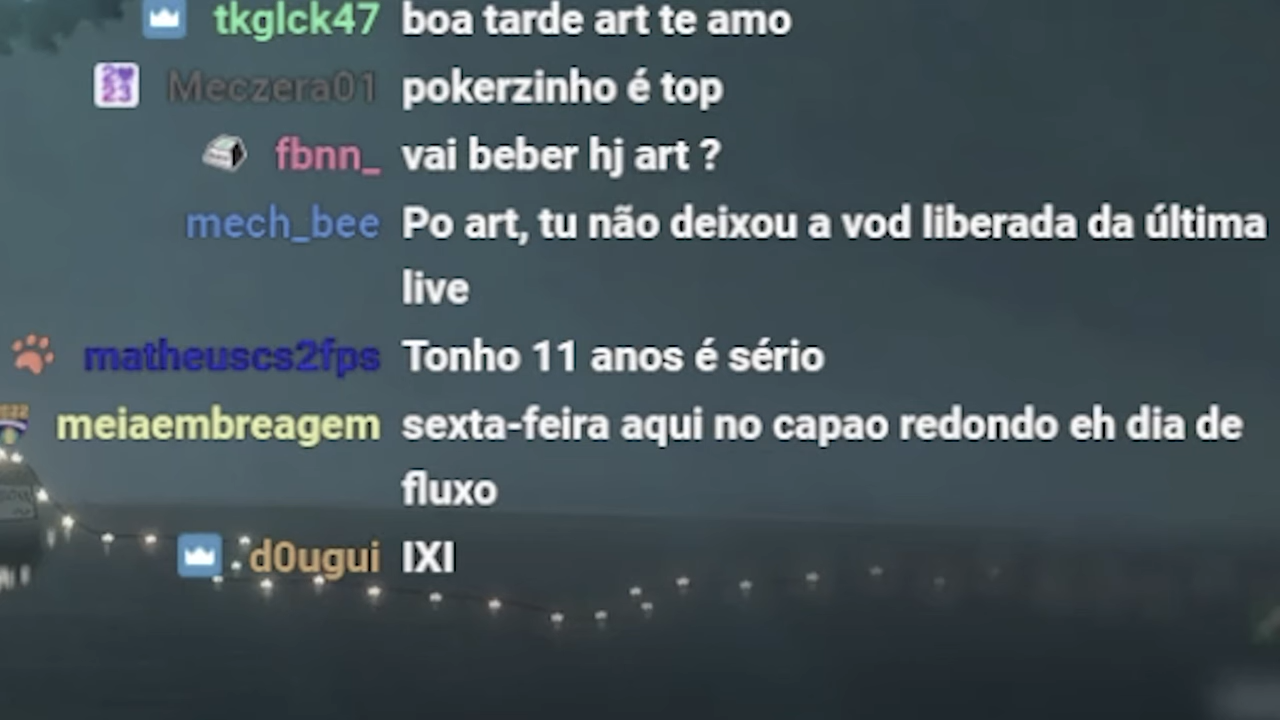 tkglck47 boa tarde art te amo
Meczera01 pokerzinho é top
fbnn_ vai beber hj art ?
mech_bee Po art, tu não deixou a vod liberada da última
live
matheuscs2fps Tonho 11 anos é sério
meiaembreagem sexta-feira aqui no capao redondo eh dia de
fluxo
d0ugui IXI